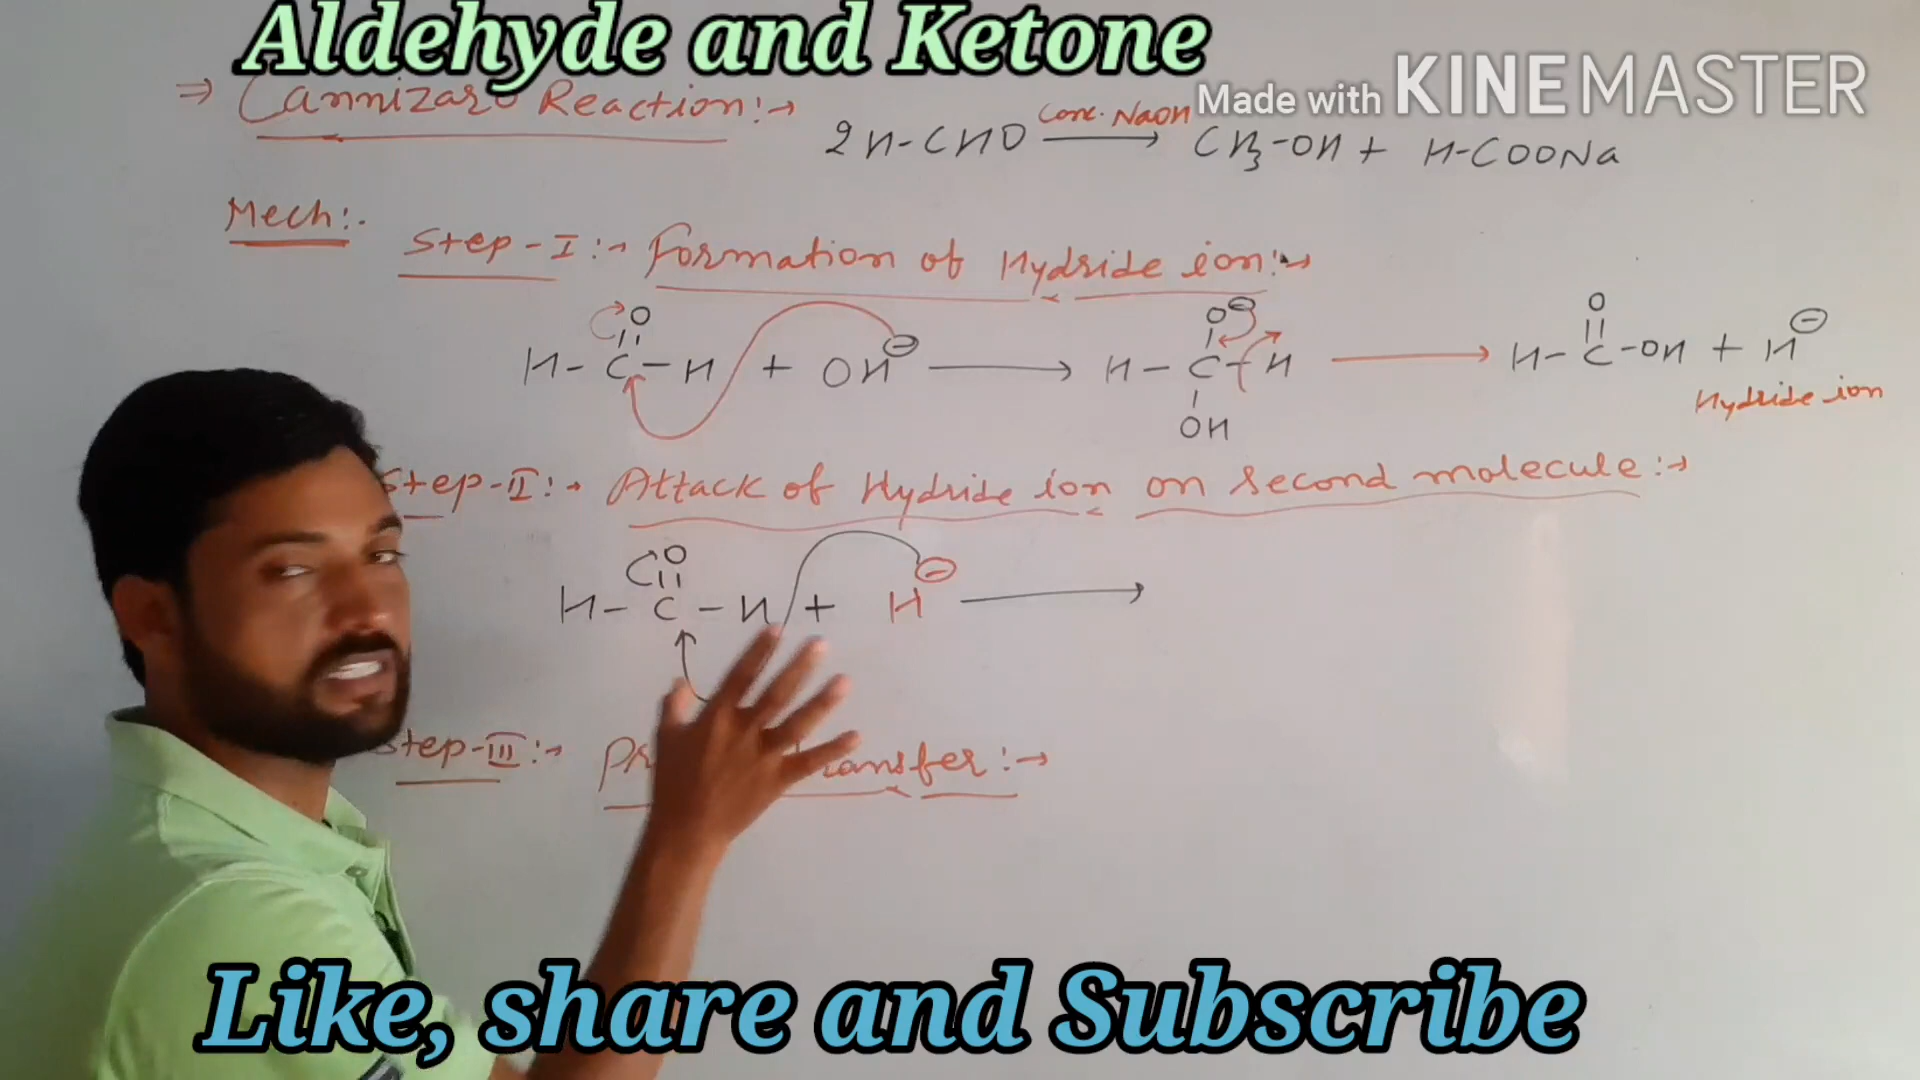 Aldehyde and Ketone
Made with KINEMASTER
⇒ Cannizaro Reaction:→ 2H-CHO Conc. NaOH → CH3-OH + H-COONa
Mech:-
Step-I:→ Formation of Hydride ion:→
O O⊖ O
H-C-H + OH⊖ → H-C-H → H-C-OH + H⊖
OH
Hydride ion
Step-II:→ Attack of Hydride ion on second molecule:→
O
H-C-H + H⊖ →
Step-III:→ transfer:→
Like, share and Subscribe